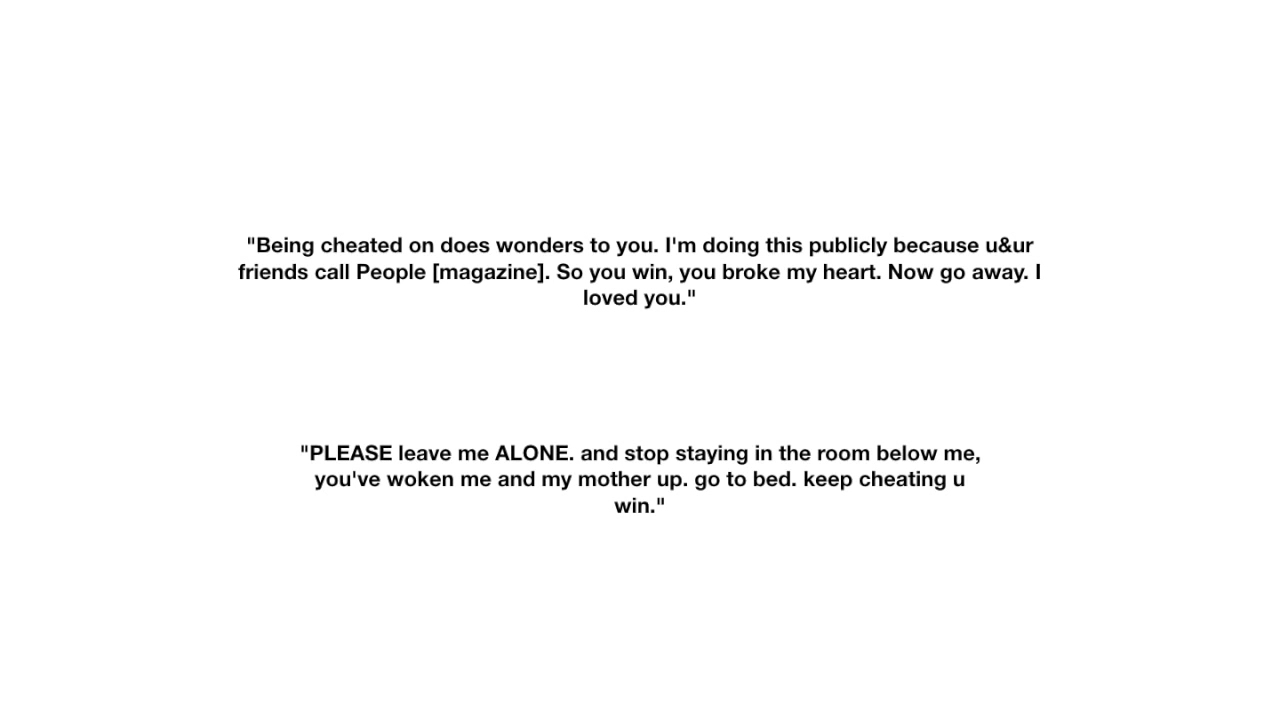 "Being cheated on does wonders to you. I'm doing this publicly because u&ur
friends call People [magazine]. So you win, you broke my heart. Now go away. I
loved you."
"PLEASE leave me ALONE. and stop staying in the room below me,
you've woken me and my mother up. go to bed. keep cheating u
win."